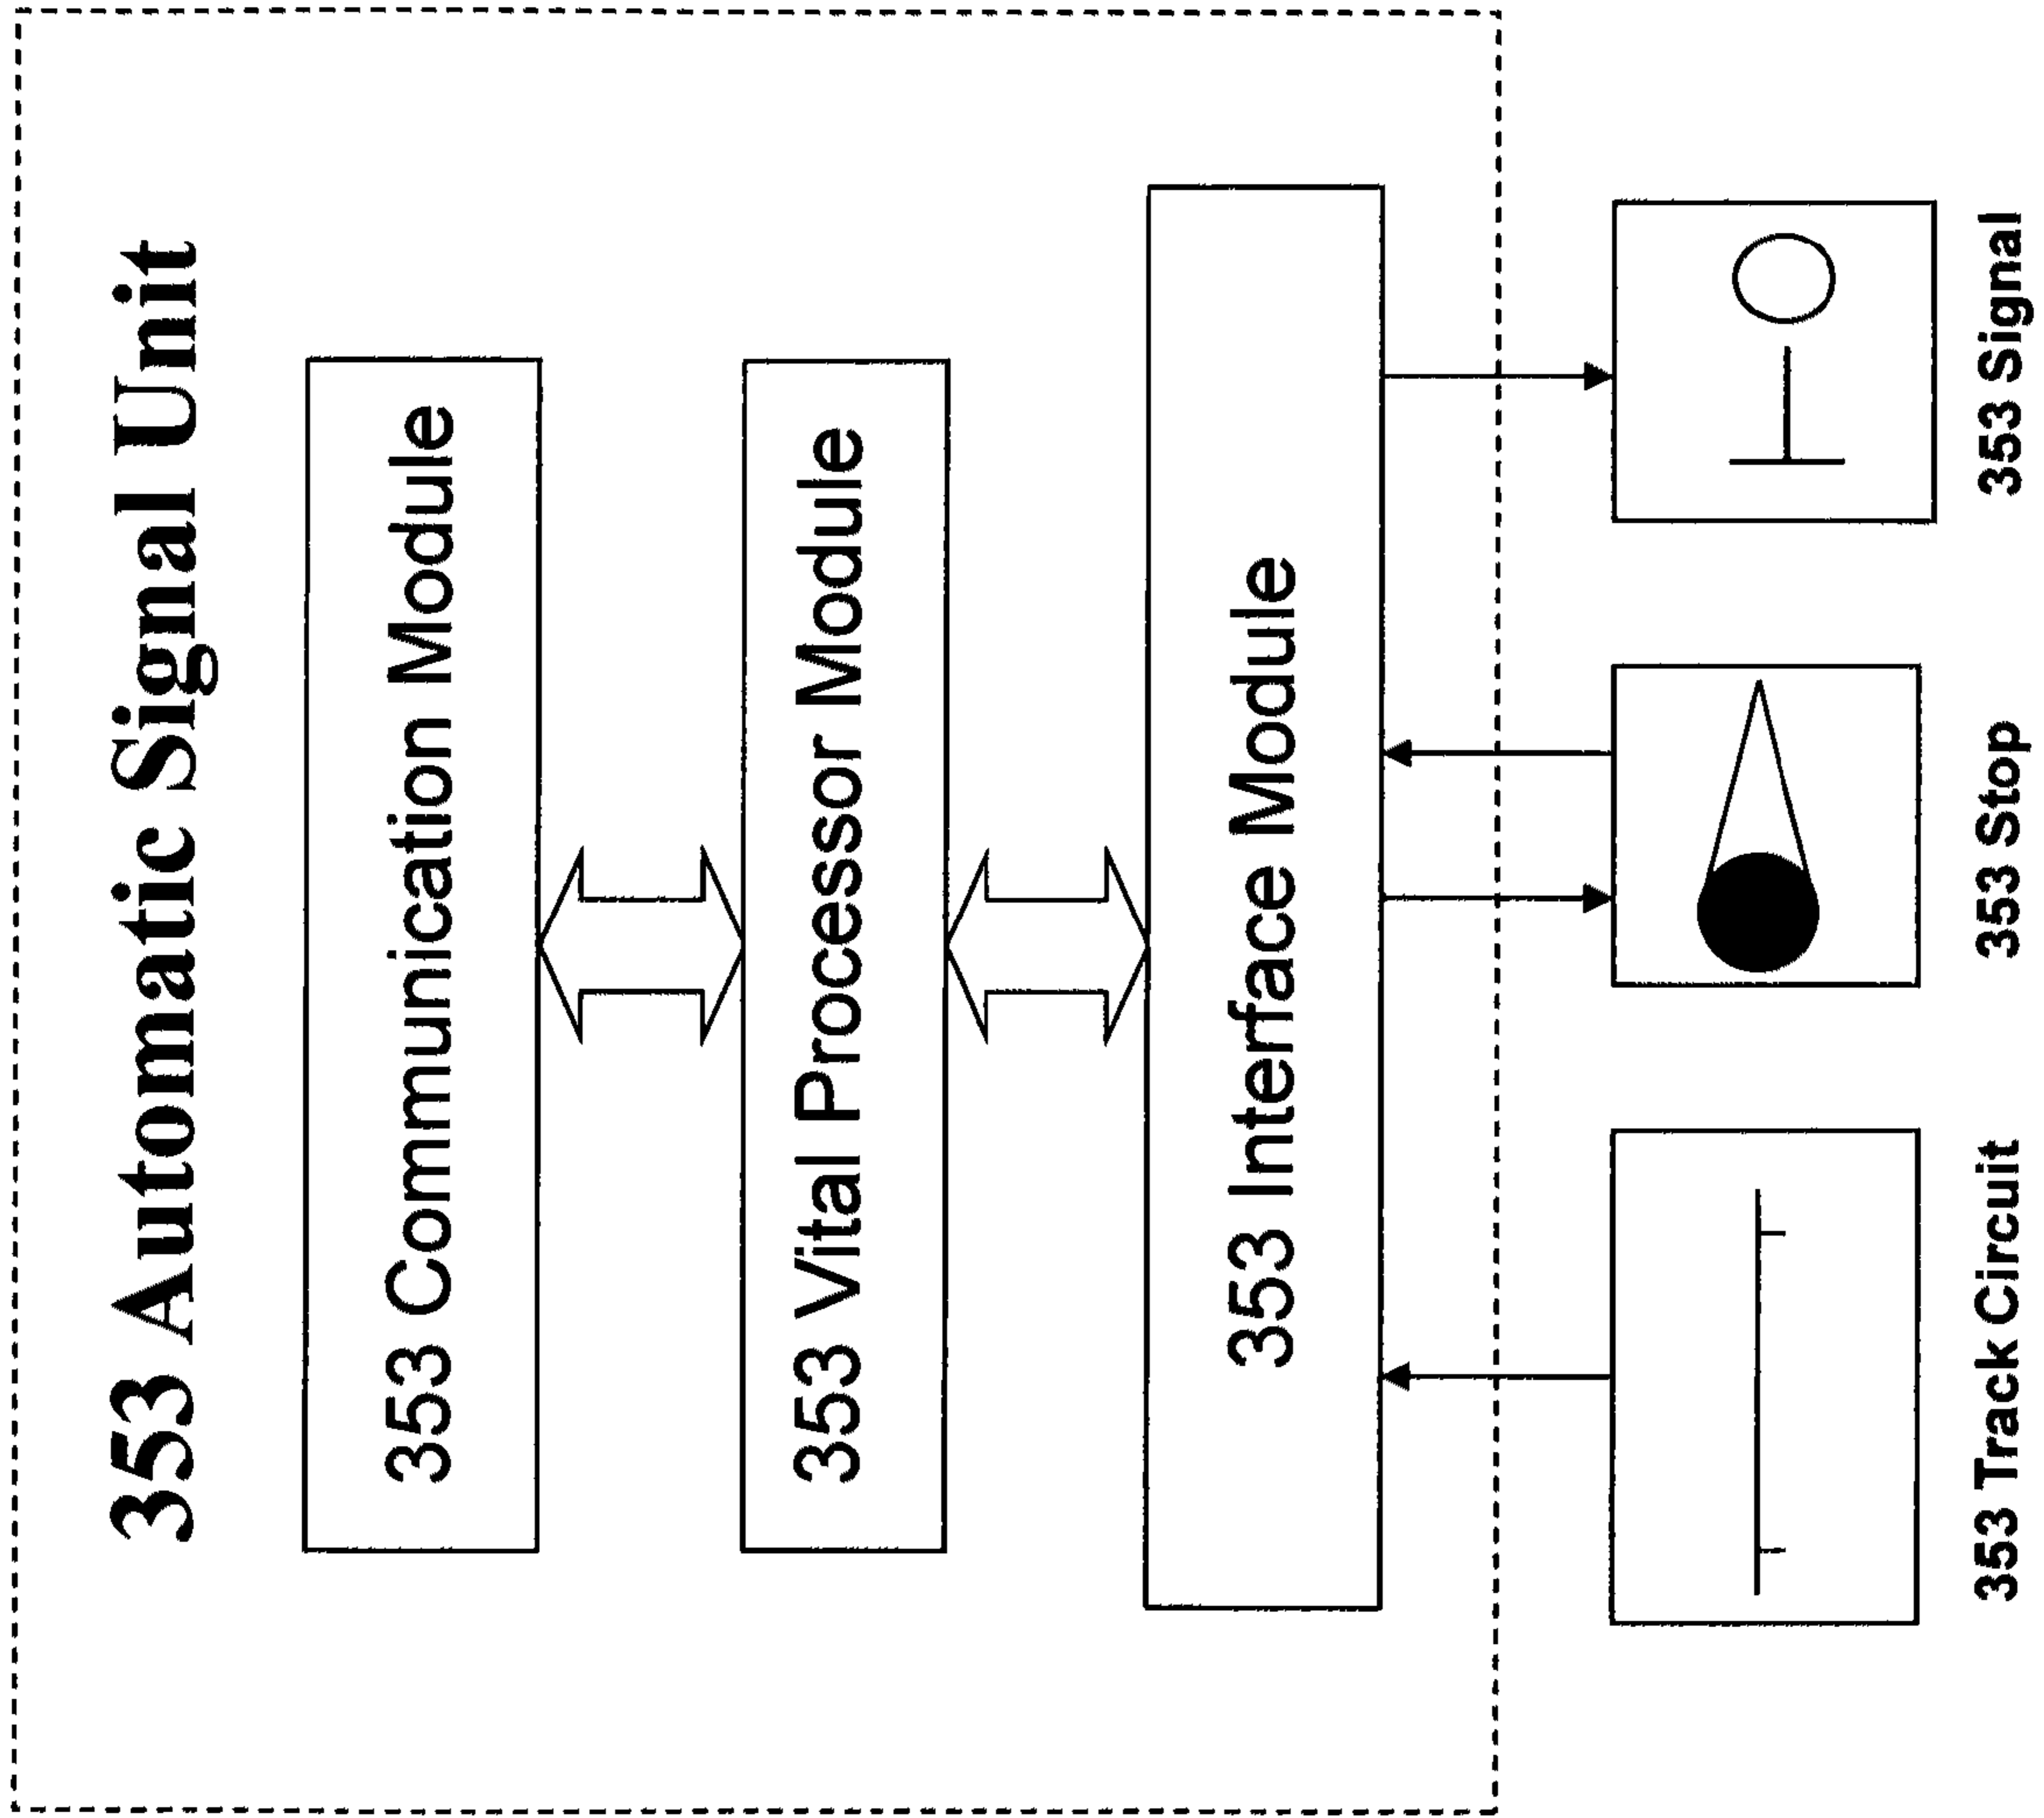 353 Automatic Signal Unit
353 Communication Module
353 Vital Processor Module
353 Interface Module
353 Track Circuit
353 Stop
353 Signal